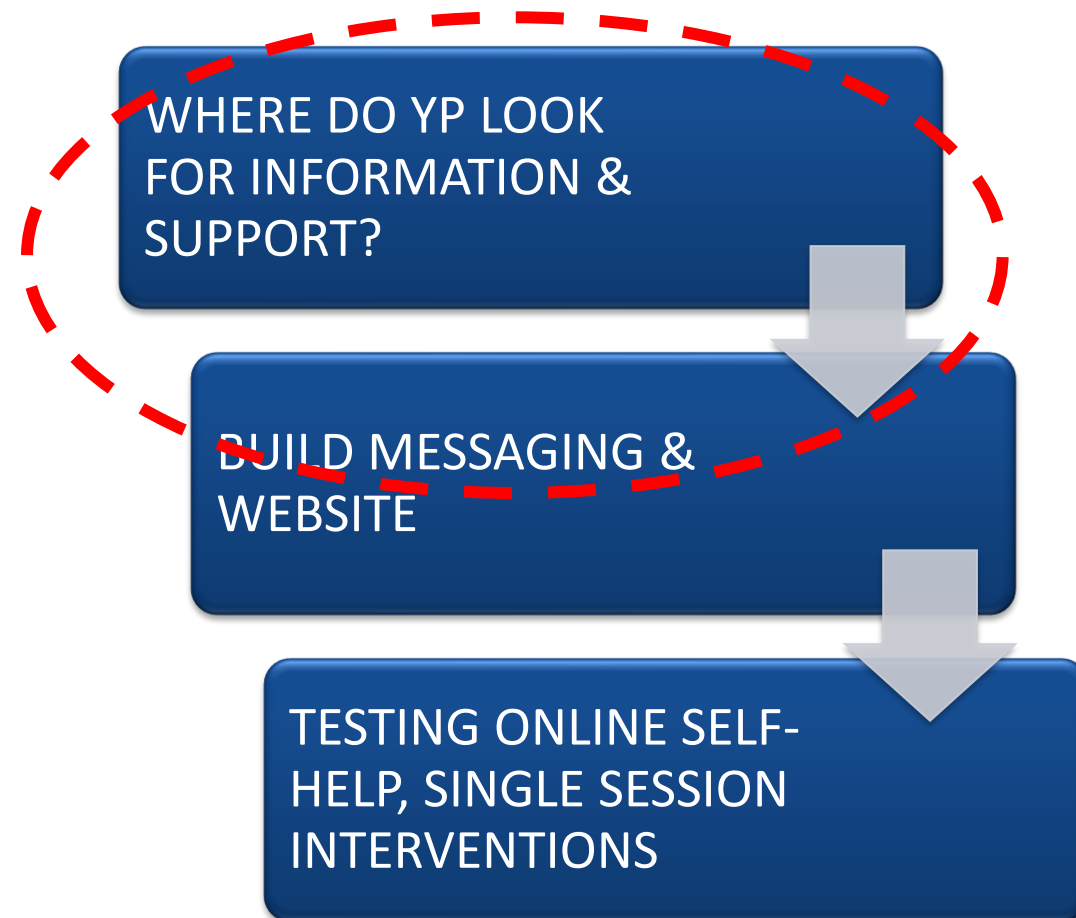 WHERE DO YP LOOK
FOR INFORMATION &
SUPPORT?
BUILD MESSAGING &
WEBSITE
TESTING ONLINE SELF-
HELP, SINGLE SESSION
INTERVENTIONS